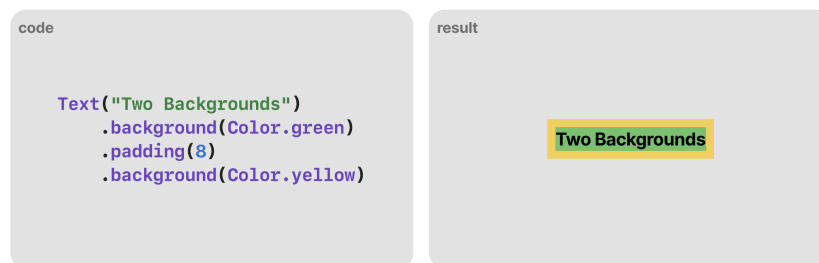 code
Text("Two Backgrounds")
    .background(Color.green)
    .padding(8)
    .background(Color.yellow)
result
Two Backgrounds